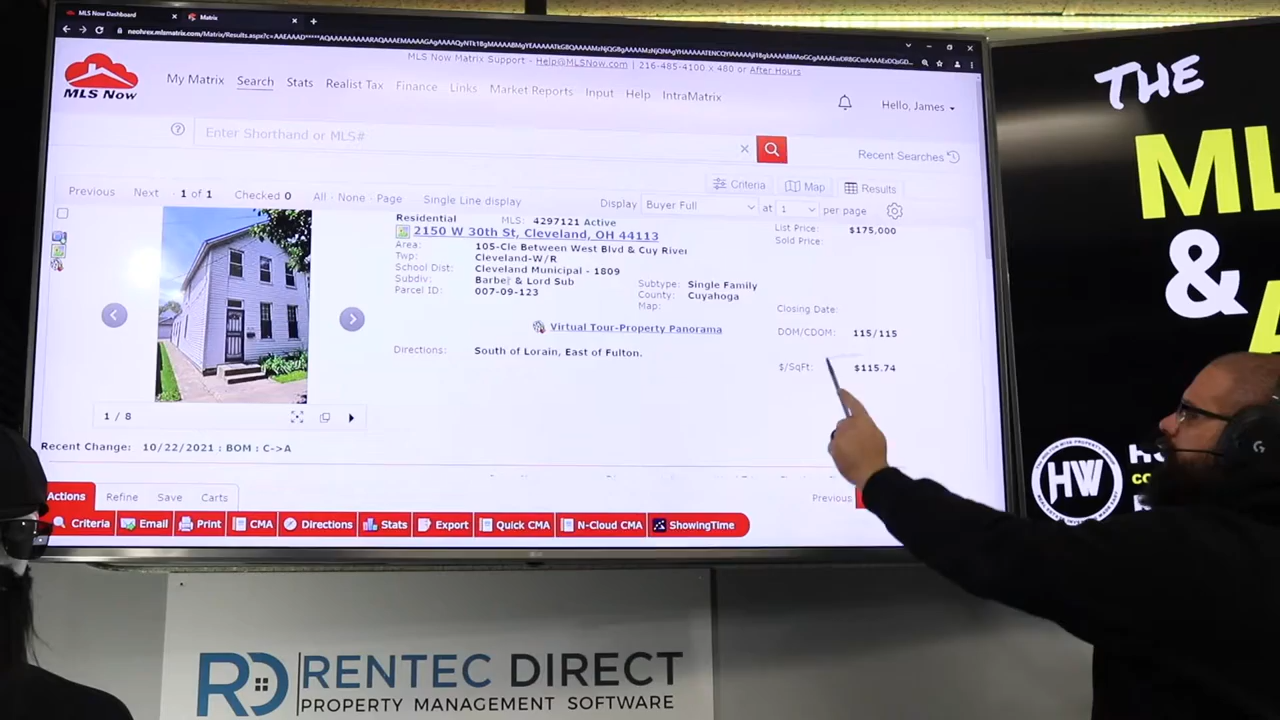 MLS Now Dashboard
Matrix
MLS Now Matrix Support - Help@MLSNow.com | 216-485-4100 x 480 or After Hours
MLS Now
My Matrix Search Stats Realist Tax Finance Links Market Reports Input Help IntraMatrix
Hello, James
Enter Shorthand or MLS#
Recent Searches
Criteria Map Results
Previous Next · 1 of 1 Checked 0 All · None · Page Single Line display Display Buyer Full at 1 per page
Residential MLS: 4297121 Active
2150 W 30th St, Cleveland, OH 44113
Area: 105-Cle Between West Blvd & Cuy River
Twp: Cleveland-W/R
School Dist: Cleveland Municipal - 1809
Subdiv: Barber & Lord Sub
Parcel ID: 007-09-123
Subtype: Single Family
County: Cuyahoga
Map:
List Price: $175,000
Sold Price:
Closing Date:
DOM/CDOM: 115/115
$/SqFt: $115.74
Virtual Tour-Property Panorama
Directions: South of Lorain, East of Fulton.
1 / 8
Recent Change: 10/22/2021 : BOM : C->A
Actions Refine Save Carts
Previous
Criteria Email Print CMA Directions Stats Export Quick CMA N-Cloud CMA ShowingTime
THE
ML
&
HW
RD RENTEC DIRECT
PROPERTY MANAGEMENT SOFTWARE